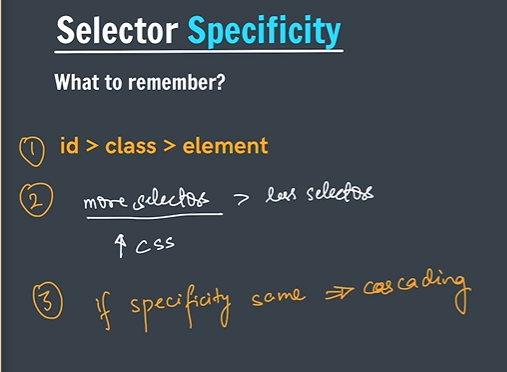 Selector Specificity
What to remember?
1 id > class > element
2 more selectos > less selectos
↑ css
3 if specificity same ⇒ cascading